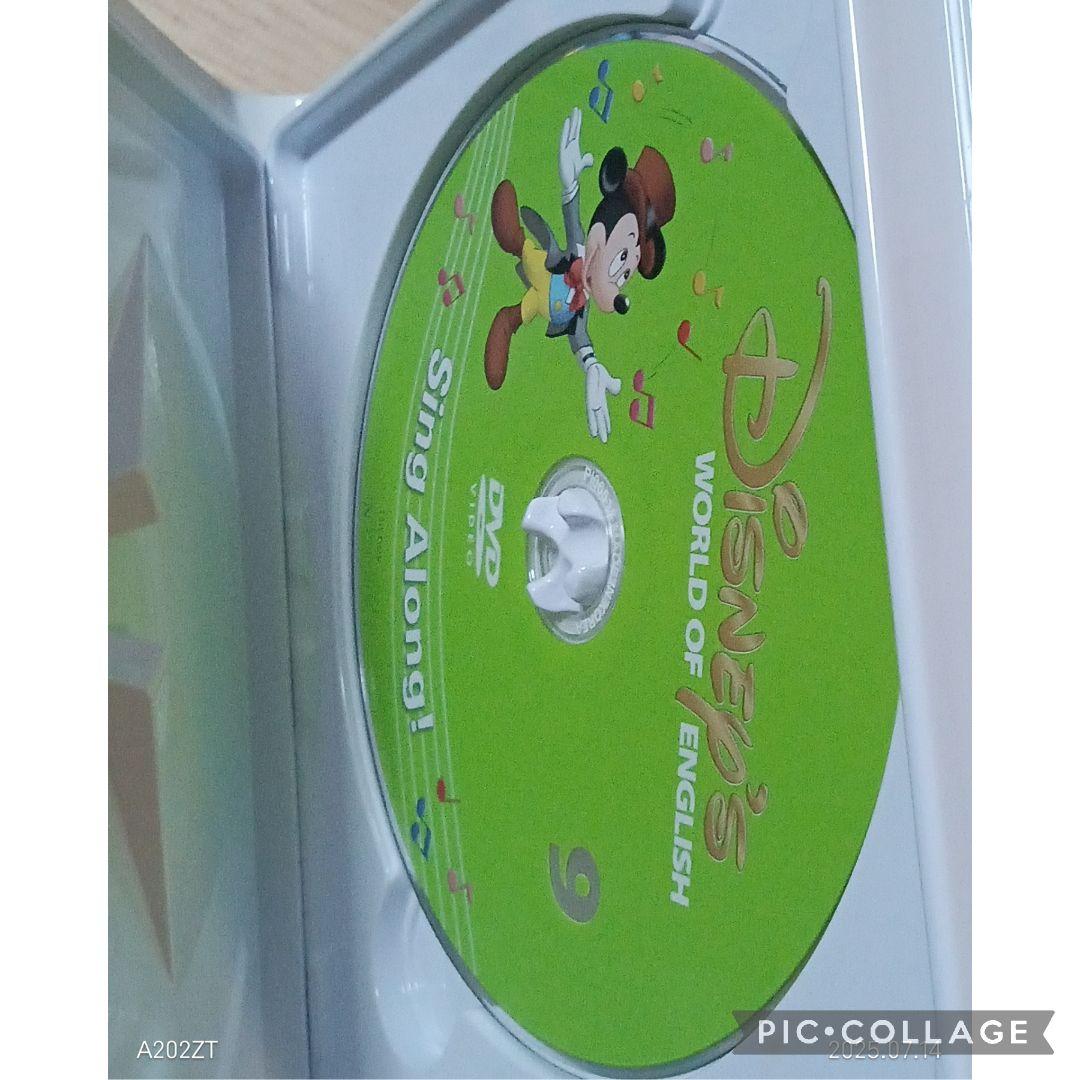 DISNEY'S
WORLD OF ENGLISH
9
DVD
VIDEO
Sing Along!
A202ZT
2025.07.14
PIC•COLLAGE